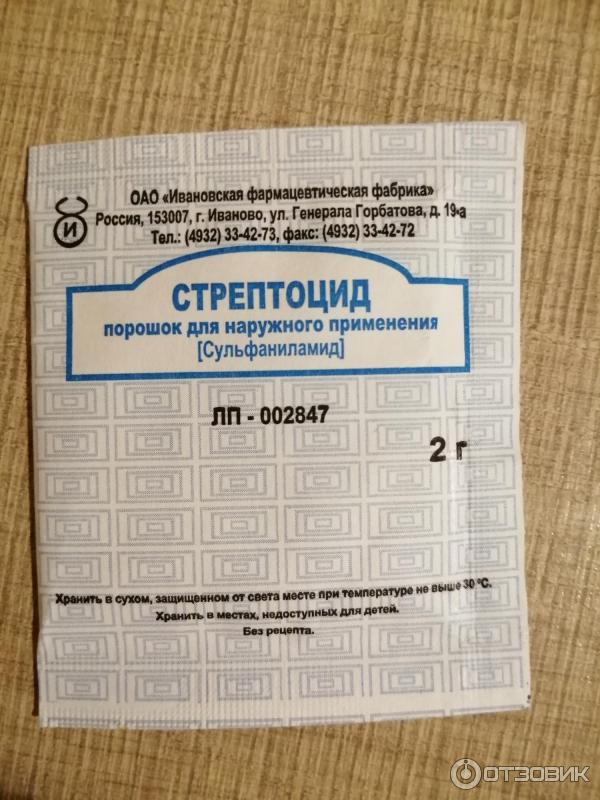 ОАО «Ивановская фармацевтическая фабрика»
Россия, 153007, г. Иваново, ул. Генерала Горбатова, д. 19-а
Тел.: (4932) 33-42-73, факс: (4932) 33-42-72
И
СТРЕПТОЦИД
порошок для наружного применения
[Сульфаниламид]
ЛП - 002847
2 г
Хранить в сухом, защищенном от света месте при температуре не выше 30 °С.
Хранить в местах, недоступных для детей.
Без рецепта.
ОТЗОВИК